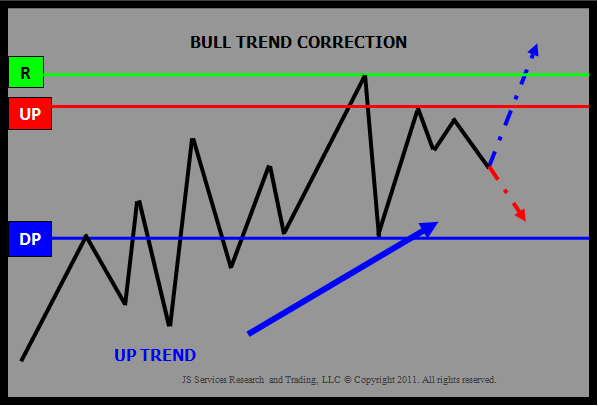 BULL TREND CORRECTION
R
UP
DP
UP TREND
JS Services Research and Trading, LLC © Copyright 2011. All rights reserved.